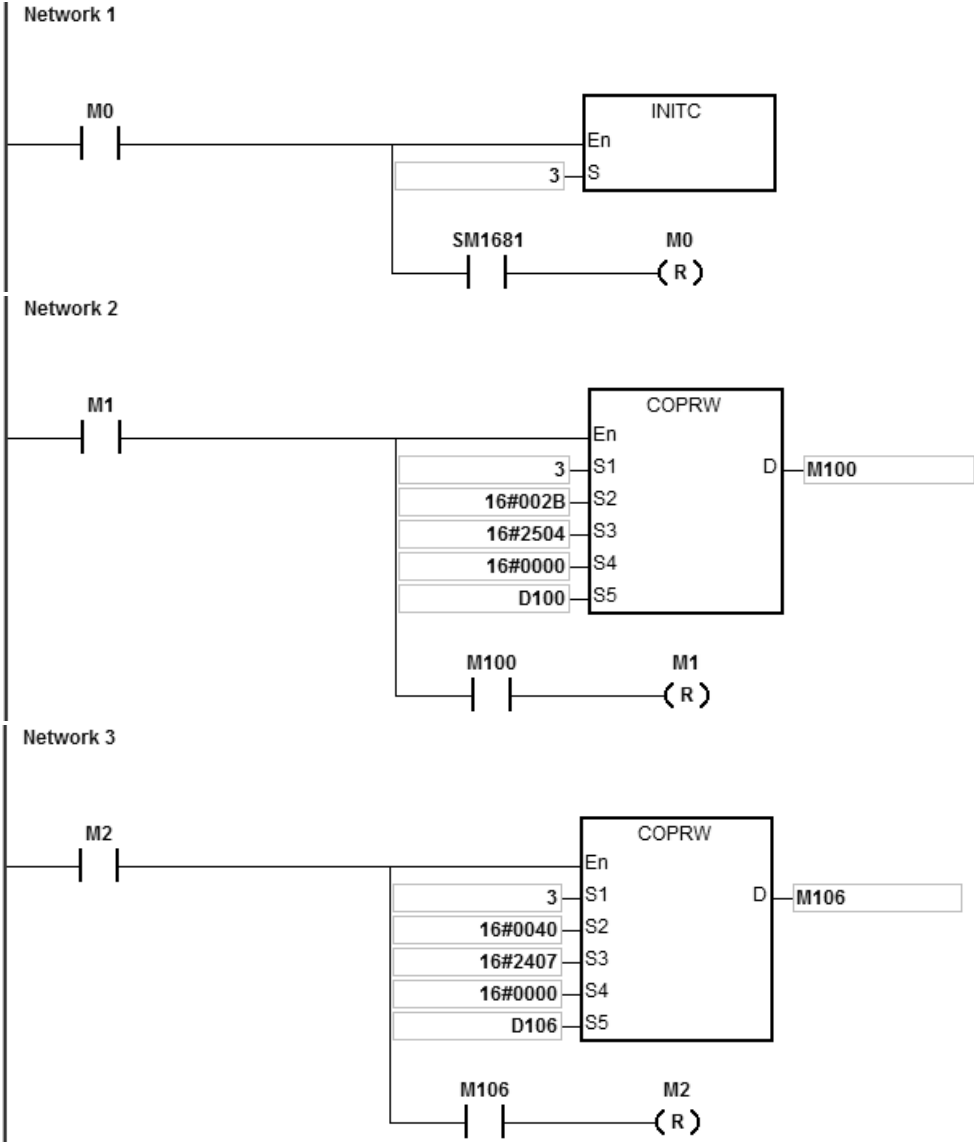 Network 1
M0
INITC
En
3 S
SM1681 M0
( R )
Network 2
M1
COPRW
En
3 S1 D M100
16#002B S2
16#2504 S3
16#0000 S4
D100 S5
M100 M1
( R )
Network 3
M2
COPRW
En
3 S1 D M106
16#0040 S2
16#2407 S3
16#0000 S4
D106 S5
M106 M2
( R )